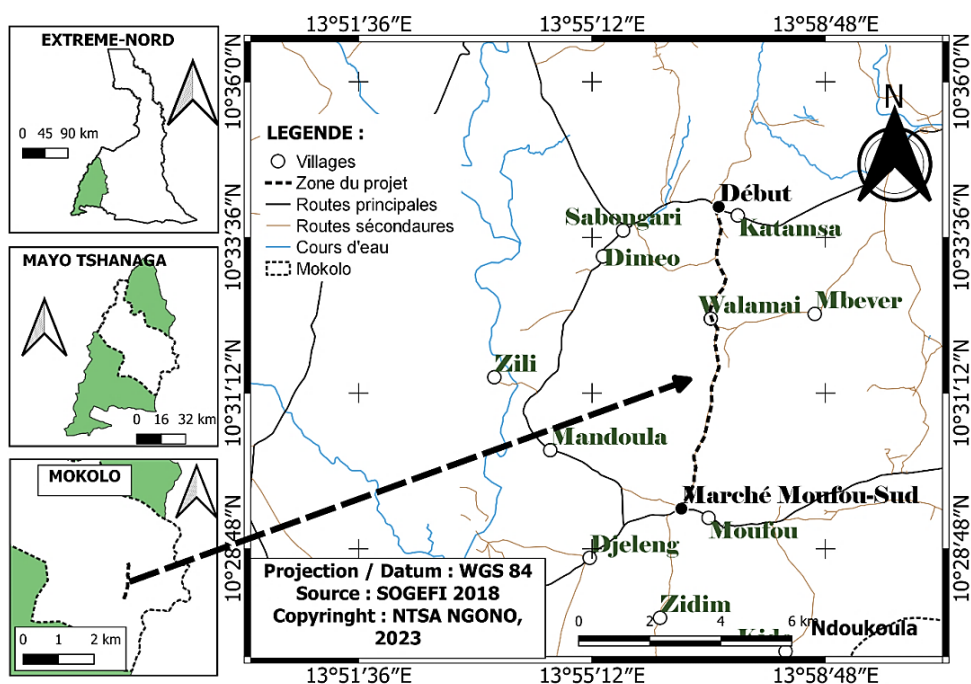 EXTREME-NORD
0 45 90 km
MAYO TSHANAGA
0 16 32 km
MOKOLO
0 1 2 km
13°51′36″E 13°55′12″E 13°58′48″E
10°36′0″N
10°33′36″N
10°31′12″N
10°28′48″N
LEGENDE :
Villages
Zone du projet
Routes principales
Routes sécondaures
Cours d'eau
Mokolo
N
Début
Sabongari
Katamsa
Dimeo
Walamai
Mbever
Zili
Mandoula
Marché Moufou-Sud
Moufou
Djeleng
Zidim
Ndoukoula
Projection / Datum : WGS 84
Source : SOGEFI 2018
Copyringht : NTSA NGONO,
2023
0 2 4 6 km
10°36′0″N
10°33′36″N
10°31′12″N
10°28′48″N
13°51′36″E 13°55′12″E 13°58′48″E